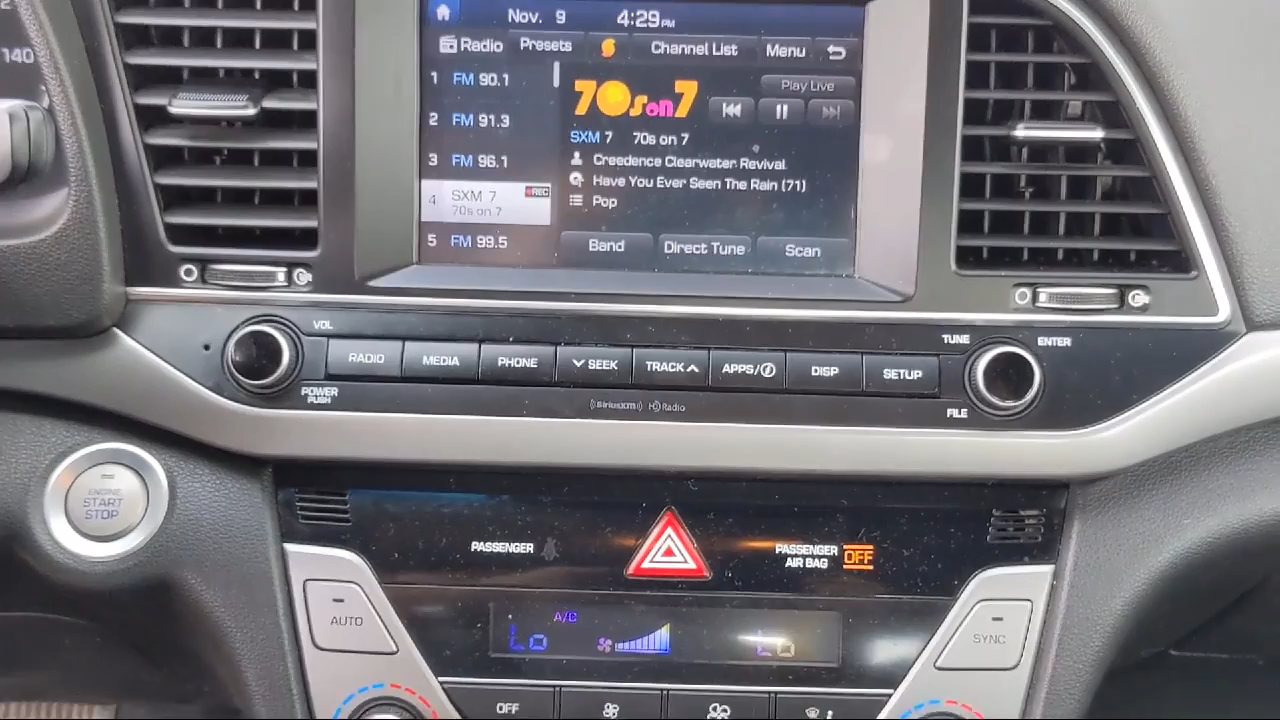 140
Nov. 9 4:29PM
Radio Presets Channel List Menu
1 FM 90.1
2 FM 91.3
3 FM 96.1
4 SXM 7 REC
70s on 7
5 FM 99.5
70s on 7
Play Live
SXM 7 70s on 7
Creedence Clearwater Revival
Have You Ever Seen The Rain (71)
Pop
Band Direct Tune Scan
VOL
POWER
PUSH
RADIO MEDIA PHONE SEEK TRACK APPS/i DISP SETUP
TUNE
ENTER
FILE
SiriusXM HD Radio
ENGINE
START
STOP
PASSENGER
PASSENGER
AIR BAG OFF
AUTO
A/C
Lo Lo
SYNC
OFF